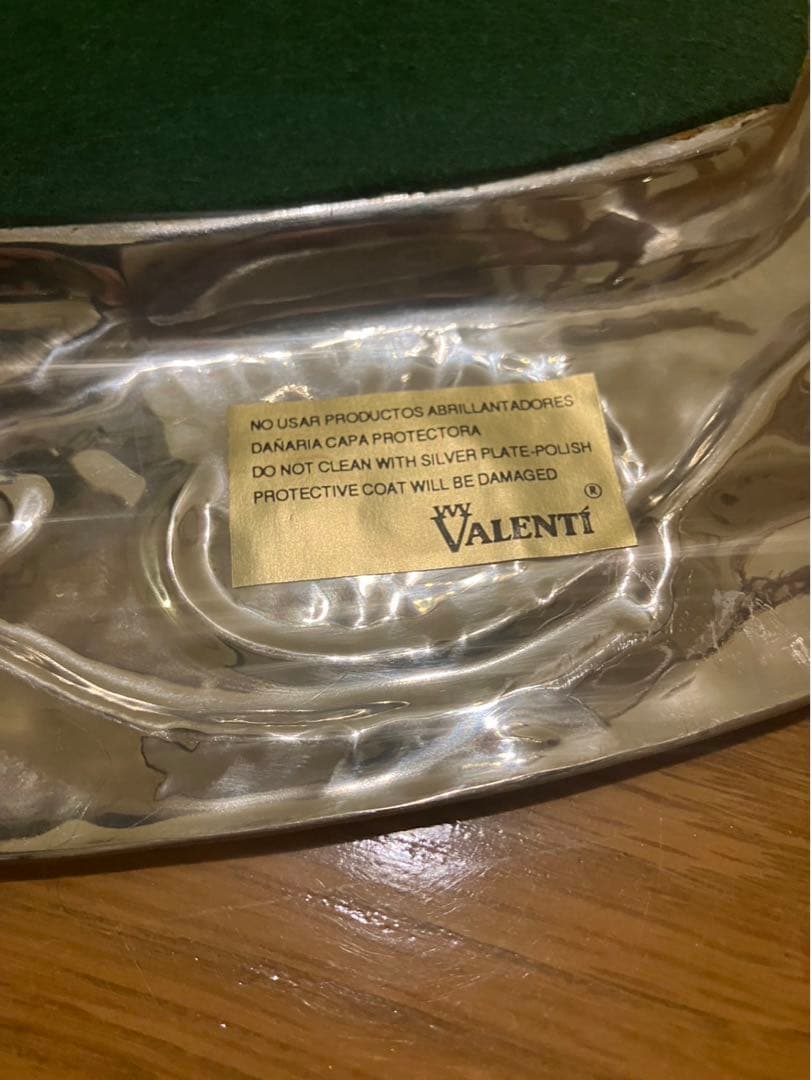 NO USAR PRODUCTOS ABRILLANTADORES
DAÑARIA CAPA PROTECTORA
DO NOT CLEAN WITH SILVER PLATE-POLISH
PROTECTIVE COAT WILL BE DAMAGED
VALENTÍ ®